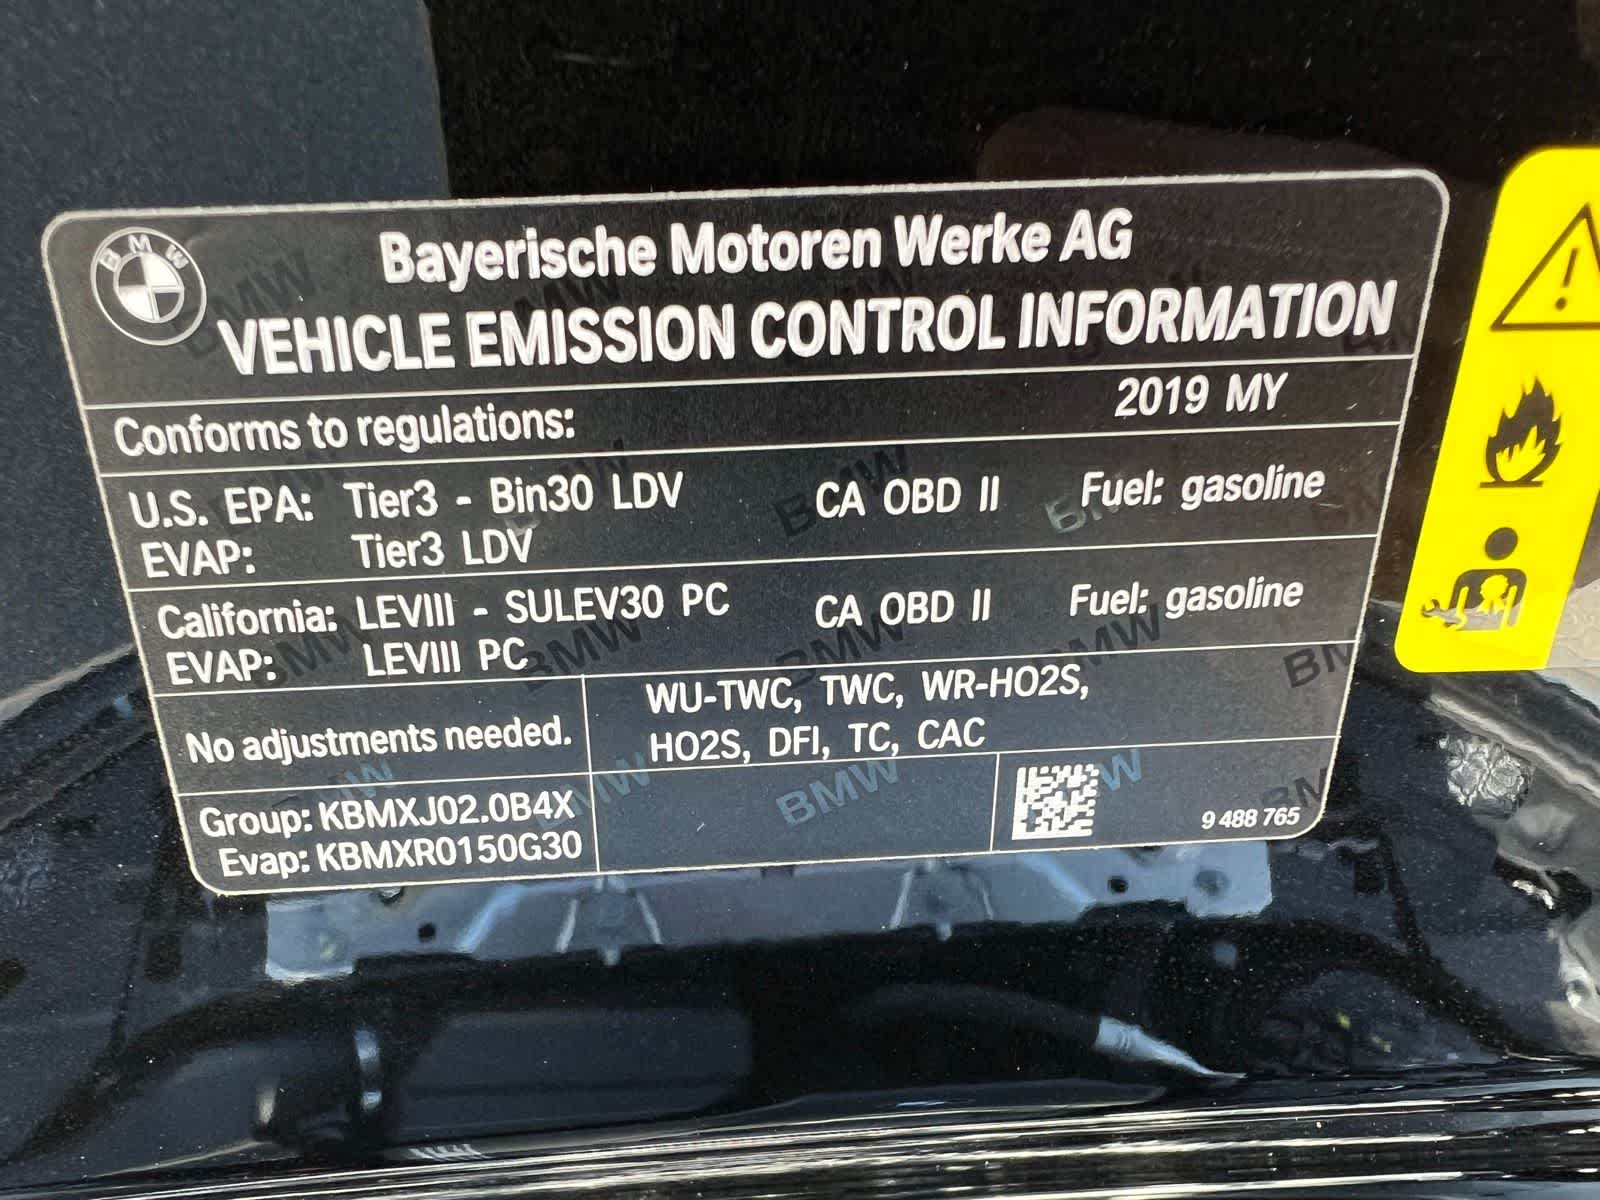 BMW
Bayerische Motoren Werke AG
VEHICLE EMISSION CONTROL INFORMATION
Conforms to regulations: 2019 MY
U.S. EPA: Tier3 - Bin30 LDV CA OBD II Fuel: gasoline
EVAP: Tier3 LDV
California: LEVIII - SULEV30 PC CA OBD II Fuel: gasoline
EVAP: LEVIII PC
No adjustments needed.
WU-TWC, TWC, WR-HO2S,
HO2S, DFI, TC, CAC
Group: KBMXJ02.0B4X
Evap: KBMXR0150G30
9 488 765